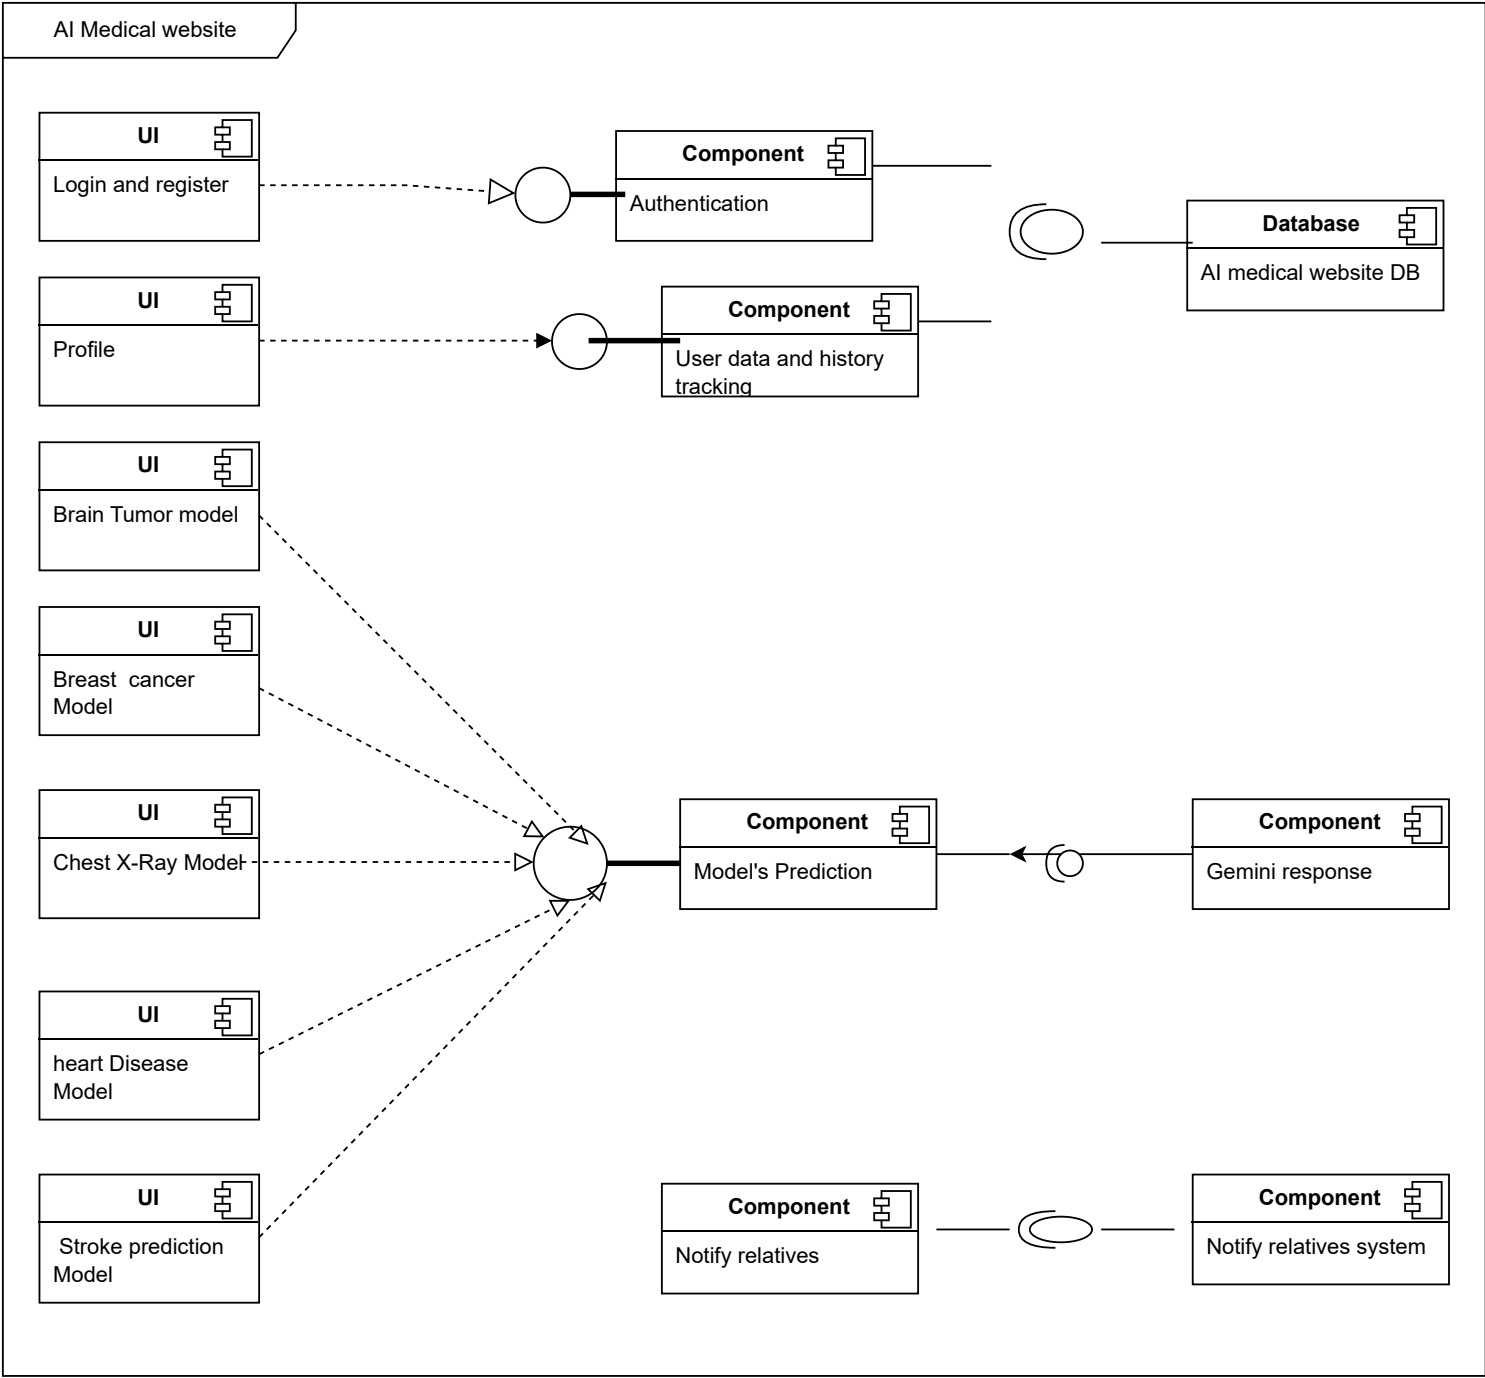 AI Medical website
UI
Login and register
Component
Authentication
Database
AI medical website DB
UI
Profile
Component
User data and history
tracking
UI
Brain Tumor model
UI
Breast  cancer
Model
UI
Chest X-Ray Model
Component
Model's Prediction
Component
Gemini response
UI
heart Disease
Model
UI
Stroke prediction
Model
Component
Notify relatives
Component
Notify relatives system